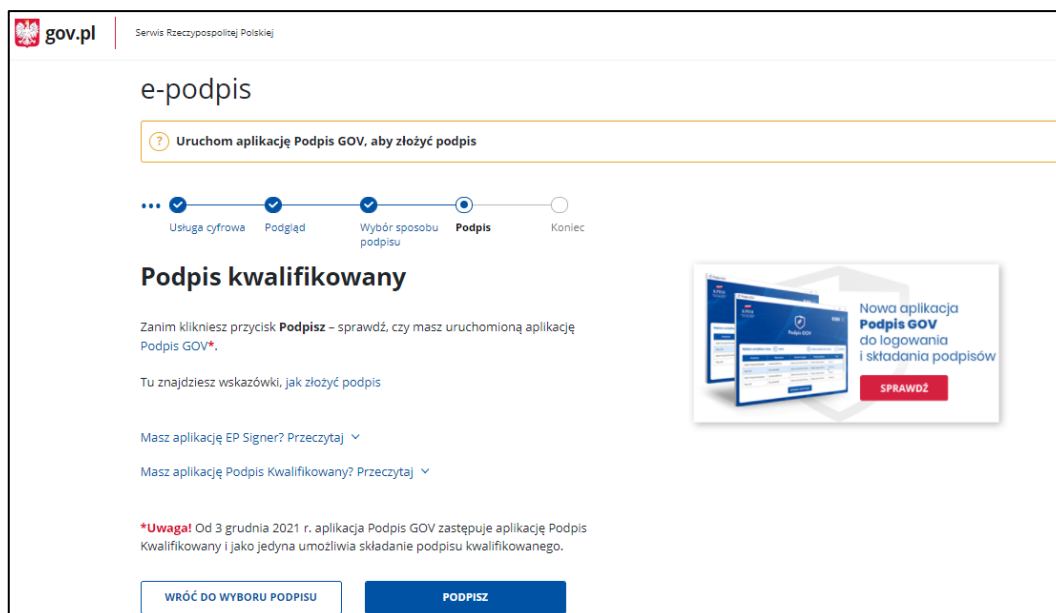 gov.pl
Serwis Rzeczypospolitej Polskiej
e-podpis
Uruchom aplikację Podpis GOV, aby złożyć podpis
Usługa cyfrowa
Podgląd
Wybór sposobu
podpisu
Podpis
Koniec
Podpis kwalifikowany
Zanim klikniesz przycisk Podpisz – sprawdź, czy masz uruchomioną aplikację
Podpis GOV*.
Tu znajdziesz wskazówki, jak złożyć podpis
Masz aplikację EP Signer? Przeczytaj
Masz aplikację Podpis Kwalifikowany? Przeczytaj
*Uwaga! Od 3 grudnia 2021 r. aplikacja Podpis GOV zastępuje aplikację Podpis
Kwalifikowany i jako jedyna umożliwia składanie podpisu kwalifikowanego.
WRÓĆ DO WYBORU PODPISU
PODPISZ
Podpis GOV
Nowa aplikacja
Podpis GOV
do logowania
i składania podpisów
SPRAWDŹ